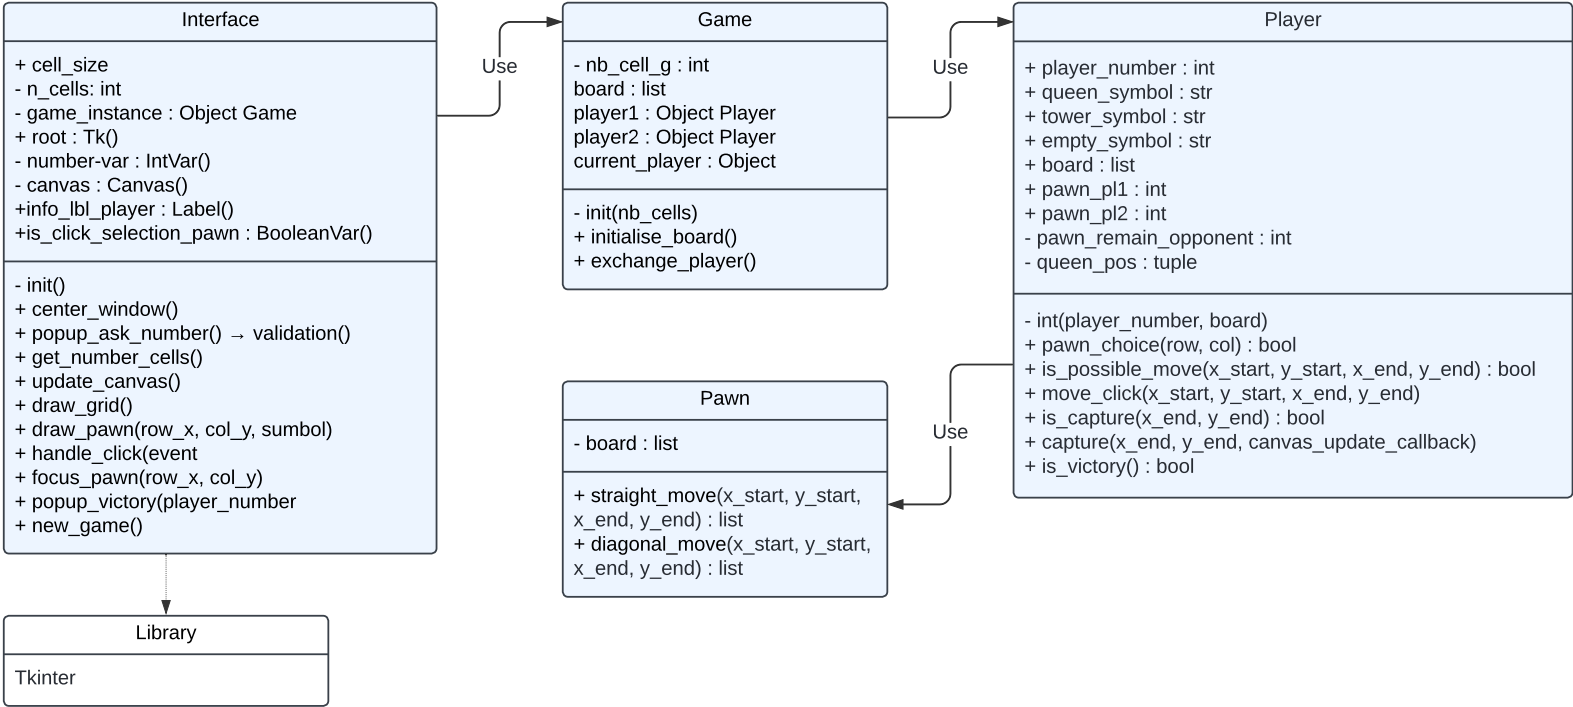 Interface
+ cell_size
- n_cells: int
- game_instance : Object Game
+ root : Tk()
- number-var : IntVar()
- canvas : Canvas()
+info_lbl_player : Label()
+is_click_selection_pawn : BooleanVar()
- init()
+ center_window()
+ popup_ask_number() → validation()
+ get_number_cells()
+ update_canvas()
+ draw_grid()
+ draw_pawn(row_x, col_y, sumbol)
+ handle_click(event
+ focus_pawn(row_x, col_y)
+ popup_victory(player_number
+ new_game()
Use
Game
- nb_cell_g : int
board : list
player1 : Object Player
player2 : Object Player
current_player : Object
- init(nb_cells)
+ initialise_board()
+ exchange_player()
Use
Player
+ player_number : int
+ queen_symbol : str
+ tower_symbol : str
+ empty_symbol : str
+ board : list
+ pawn_pl1 : int
+ pawn_pl2 : int
- pawn_remain_opponent : int
- queen_pos : tuple
- int(player_number, board)
+ pawn_choice(row, col) : bool
+ is_possible_move(x_start, y_start, x_end, y_end) : bool
+ move_click(x_start, y_start, x_end, y_end)
+ is_capture(x_end, y_end) : bool
+ capture(x_end, y_end, canvas_update_callback)
+ is_victory() : bool
Use
Pawn
- board : list
+ straight_move(x_start, y_start,
x_end, y_end) : list
+ diagonal_move(x_start, y_start,
x_end, y_end) : list
Library
Tkinter